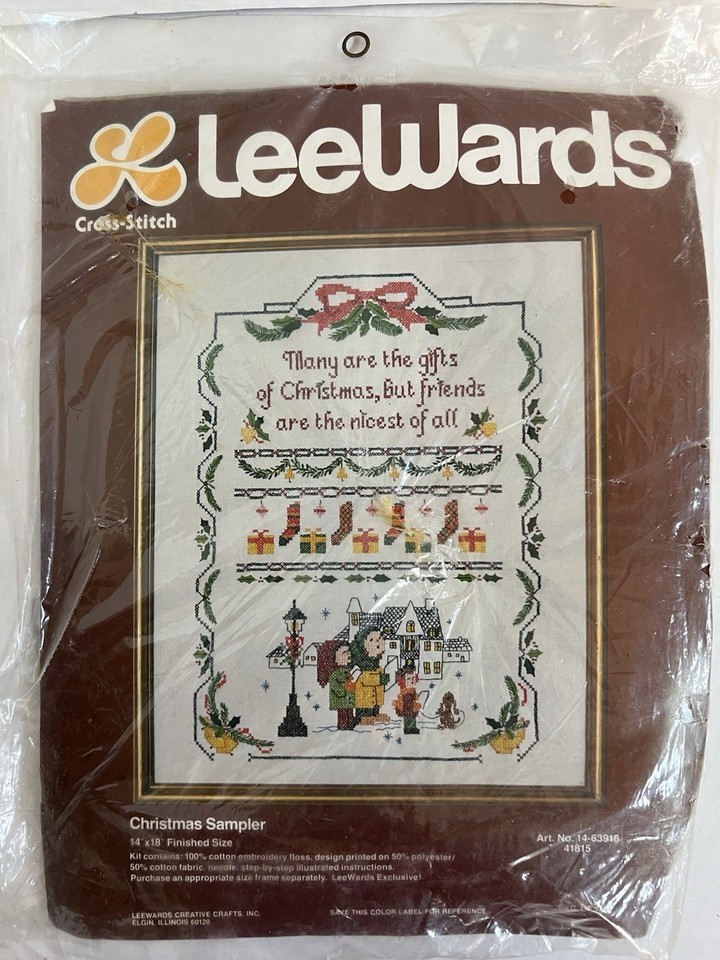 LeeWards
Cross-Stitch
Many are the gifts
of Christmas, but friends
are the nicest of all
Christmas Sampler
14"x18" Finished Size
Kit contains: 100% cotton embroidery floss, design printed on 50% polyester/
50% cotton fabric, needle, step-by-step illustrated instructions.
Purchase an appropriate size frame separately. LeeWards Exclusive!
Art. No. 14-63916
41815
LEEWARDS CREATIVE CRAFTS, INC.
ELGIN, ILLINOIS 60120
SAVE THIS COLOR LABEL FOR REFERENCE